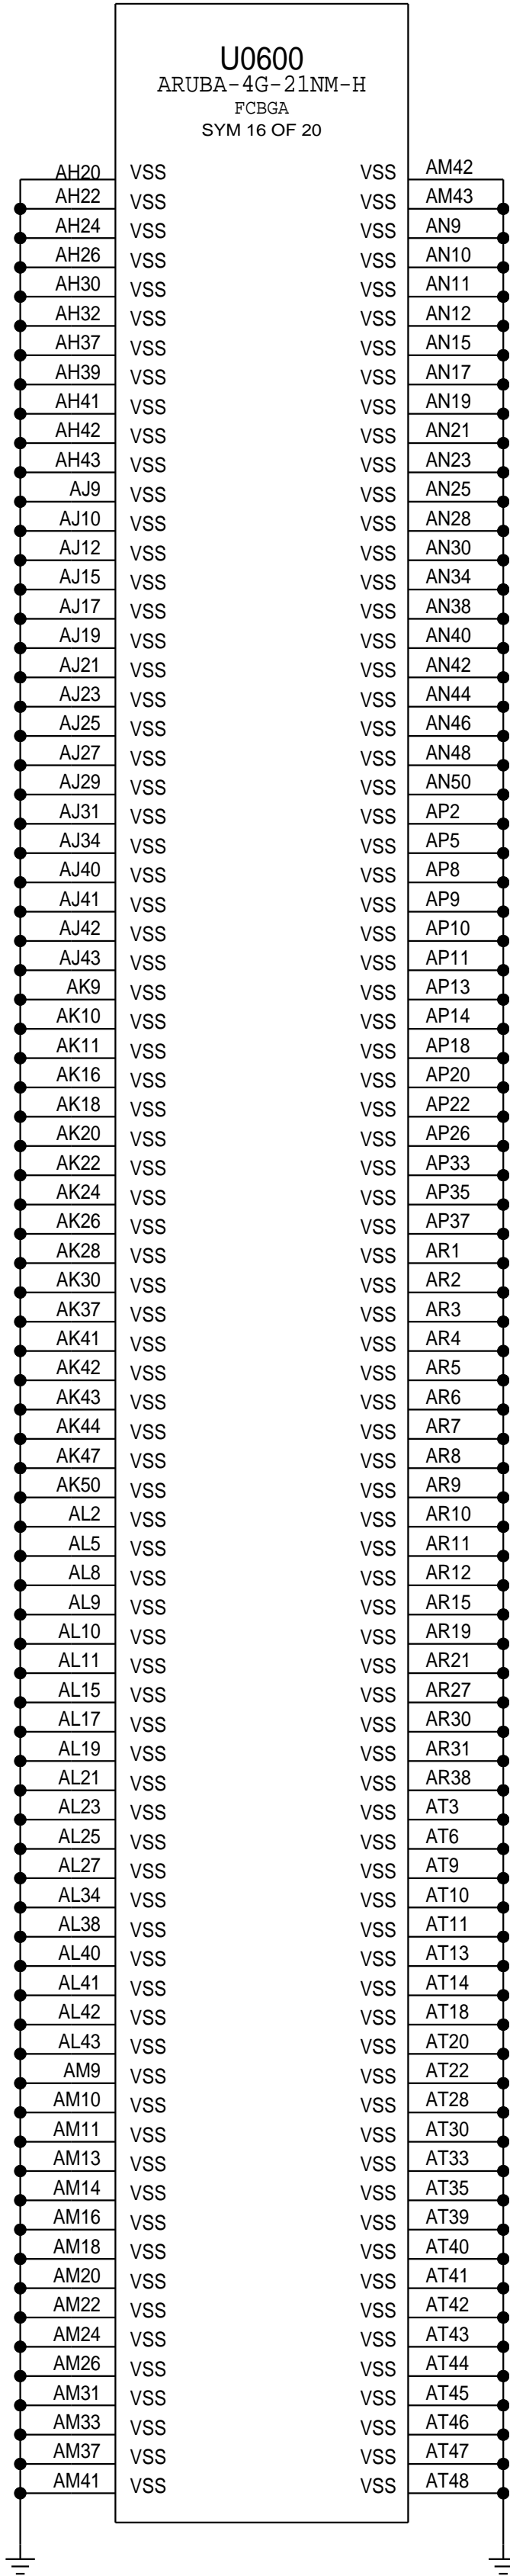 U0600
ARUBA-4G-21NM-H
FCBGA
SYM 16 OF 20
AH20 VSS VSS AM42
AH22 VSS VSS AM43
AH24 VSS VSS AN9
AH26 VSS VSS AN10
AH30 VSS VSS AN11
AH32 VSS VSS AN12
AH37 VSS VSS AN15
AH39 VSS VSS AN17
AH41 VSS VSS AN19
AH42 VSS VSS AN21
AH43 VSS VSS AN23
AJ9 VSS VSS AN25
AJ10 VSS VSS AN28
AJ12 VSS VSS AN30
AJ15 VSS VSS AN34
AJ17 VSS VSS AN38
AJ19 VSS VSS AN40
AJ21 VSS VSS AN42
AJ23 VSS VSS AN44
AJ25 VSS VSS AN46
AJ27 VSS VSS AN48
AJ29 VSS VSS AN50
AJ31 VSS VSS AP2
AJ34 VSS VSS AP5
AJ40 VSS VSS AP8
AJ41 VSS VSS AP9
AJ42 VSS VSS AP10
AJ43 VSS VSS AP11
AK9 VSS VSS AP13
AK10 VSS VSS AP14
AK11 VSS VSS AP18
AK16 VSS VSS AP20
AK18 VSS VSS AP22
AK20 VSS VSS AP26
AK22 VSS VSS AP33
AK24 VSS VSS AP35
AK26 VSS VSS AP37
AK28 VSS VSS AR1
AK30 VSS VSS AR2
AK37 VSS VSS AR3
AK41 VSS VSS AR4
AK42 VSS VSS AR5
AK43 VSS VSS AR6
AK44 VSS VSS AR7
AK47 VSS VSS AR8
AK50 VSS VSS AR9
AL2 VSS VSS AR10
AL5 VSS VSS AR11
AL8 VSS VSS AR12
AL9 VSS VSS AR15
AL10 VSS VSS AR19
AL11 VSS VSS AR21
AL15 VSS VSS AR27
AL17 VSS VSS AR30
AL19 VSS VSS AR31
AL21 VSS VSS AR38
AL23 VSS VSS AT3
AL25 VSS VSS AT6
AL27 VSS VSS AT9
AL34 VSS VSS AT10
AL38 VSS VSS AT11
AL40 VSS VSS AT13
AL41 VSS VSS AT14
AL42 VSS VSS AT18
AL43 VSS VSS AT20
AM9 VSS VSS AT22
AM10 VSS VSS AT28
AM11 VSS VSS AT30
AM13 VSS VSS AT33
AM14 VSS VSS AT35
AM16 VSS VSS AT39
AM18 VSS VSS AT40
AM20 VSS VSS AT41
AM22 VSS VSS AT42
AM24 VSS VSS AT43
AM26 VSS VSS AT44
AM31 VSS VSS AT45
AM33 VSS VSS AT46
AM37 VSS VSS AT47
AM41 VSS VSS AT48